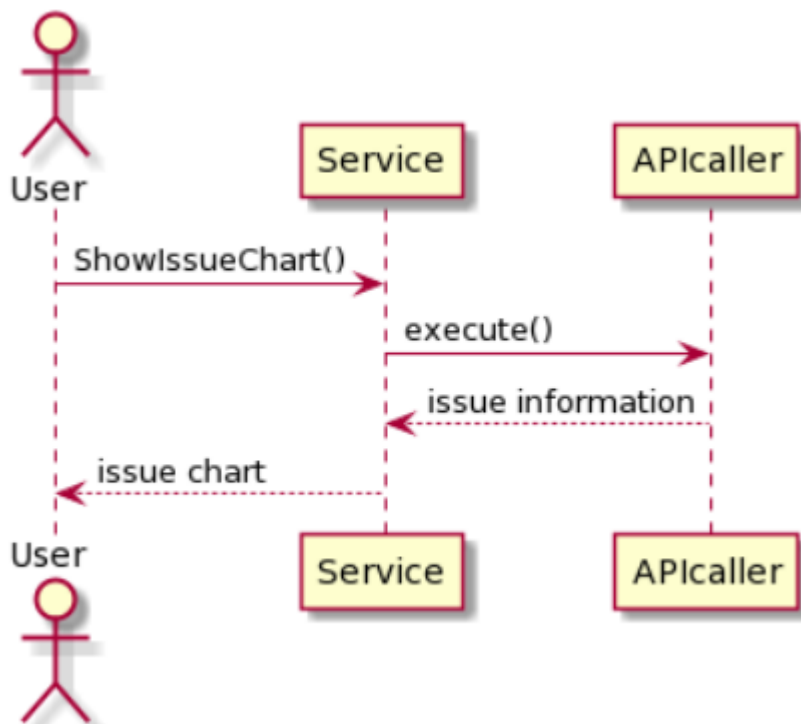 User
Service
APIcaller
ShowIssueChart()
execute()
issue information
issue chart
User
Service
APIcaller